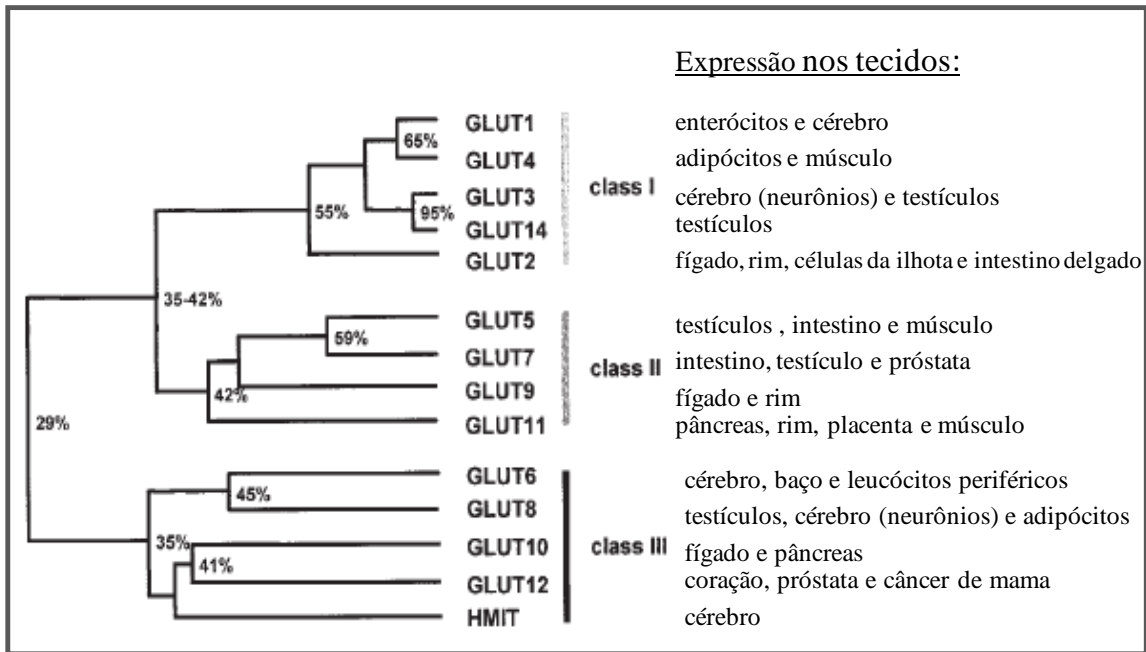 Expressão nos tecidos:
GLUT1 enterócitos e cérebro
65%
GLUT4 adipócitos e músculo
class I
GLUT3 cérebro (neurônios) e testículos
55% 95%
GLUT14 testículos
GLUT2 fígado, rim, células da ilhota e intestino delgado
35-42%
GLUT5 testículos , intestino e músculo
59%
GLUT7 intestino, testículo e próstata
class II
GLUT9 fígado e rim
42%
29%
GLUT11 pâncreas, rim, placenta e músculo
GLUT6 cérebro, baço e leucócitos periféricos
45%
GLUT8 testículos, cérebro (neurônios) e adipócitos
35%
GLUT10 class III fígado e pâncreas
41%
GLUT12 coração, próstata e câncer de mama
HMIT cérebro